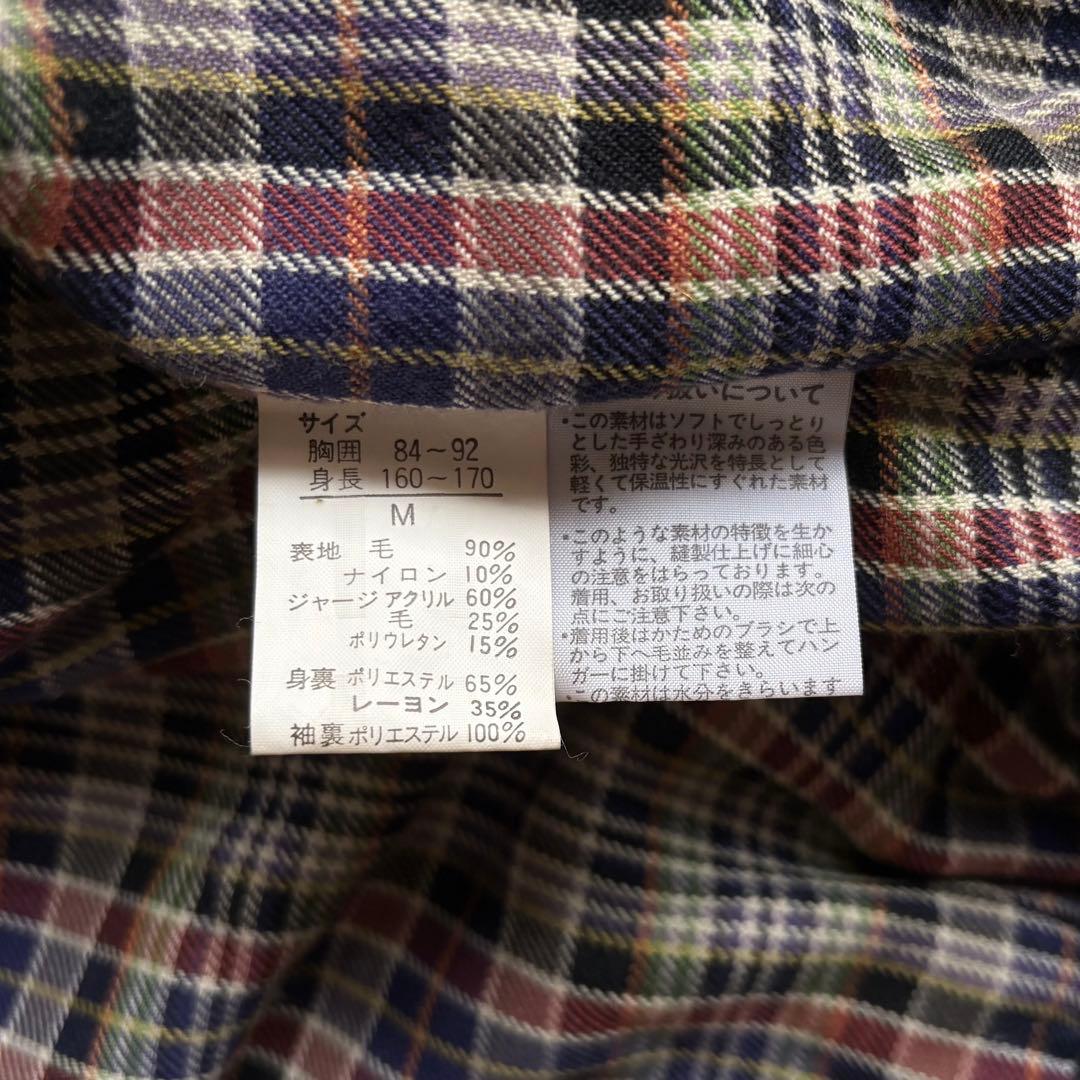 サイズ
胸囲 84～92
身長 160～170
M
表地 毛 90%
ナイロン 10%
ジャージ アクリル 60%
毛 25%
ポリウレタン 15%
身裏 ポリエステル 65%
レーヨン 35%
袖裏 ポリエステル 100%
扱いについて
•この素材はソフトでしっとり
とした手ざわり深みのある色
彩、独特な光沢を特長として
軽くて保温性にすぐれた素材
です。
•このような素材の特徴を生か
すように、縫製仕上げに細心
の注意をはらっております。
着用、お取り扱いの際は次の
点にご注意下さい。
•着用後はかためのブラシで上
から下へ毛並みを整えてハン
ガーに掛けて下さい。
•この素材は水分をきらいます